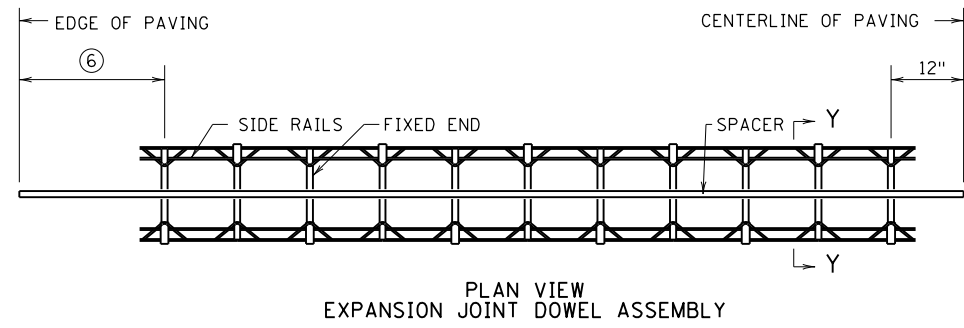 EDGE OF PAVING
CENTERLINE OF PAVING
6
12"
SIDE RAILS
FIXED END
SPACER
Y
Y
PLAN VIEW
EXPANSION JOINT DOWEL ASSEMBLY